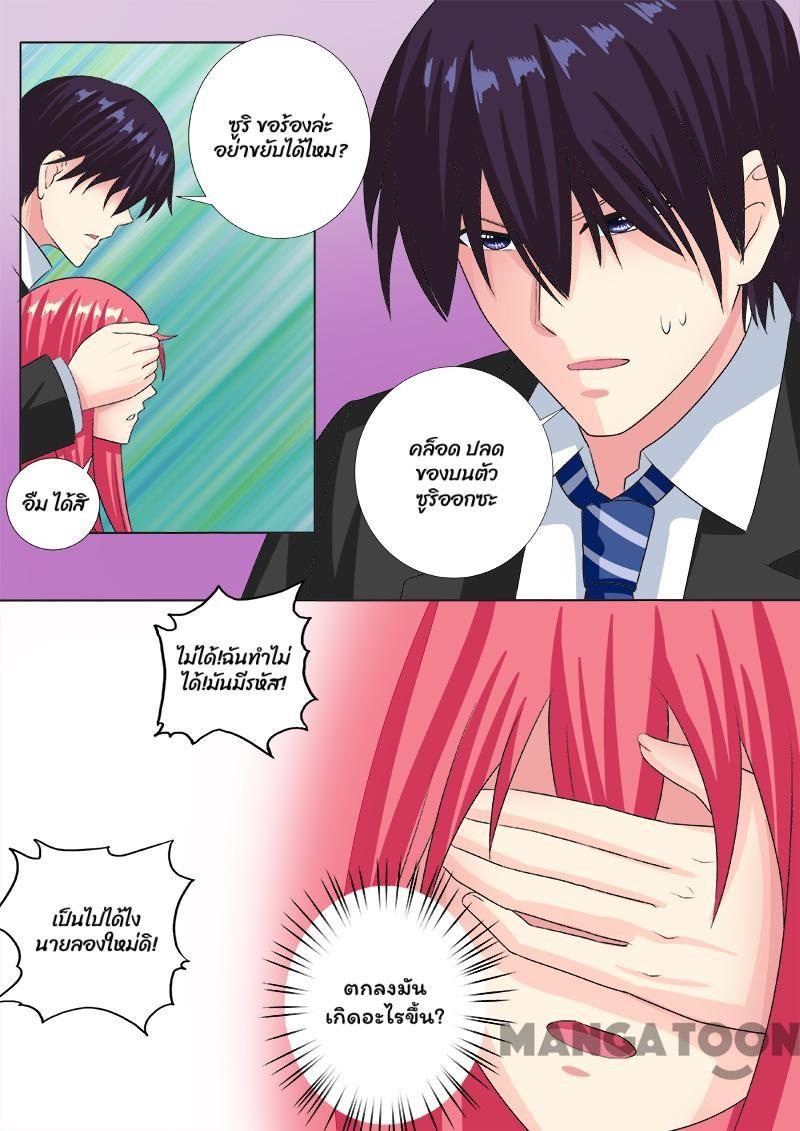 ซูริ ขอร้องล่ะ
อย่าขยับได้ไหม?
อืม ได้สิ
คล็อด ปลด
ของบนตัว
ซูริออกซะ
ไม่ได้!ฉันทำไม่
ได้!มันมีรหัส!
เป็นไปได้ไง
นายลองใหม่ดิ!
ตกลงมัน
เกิดอะไรขึ้น?
MANGATOON